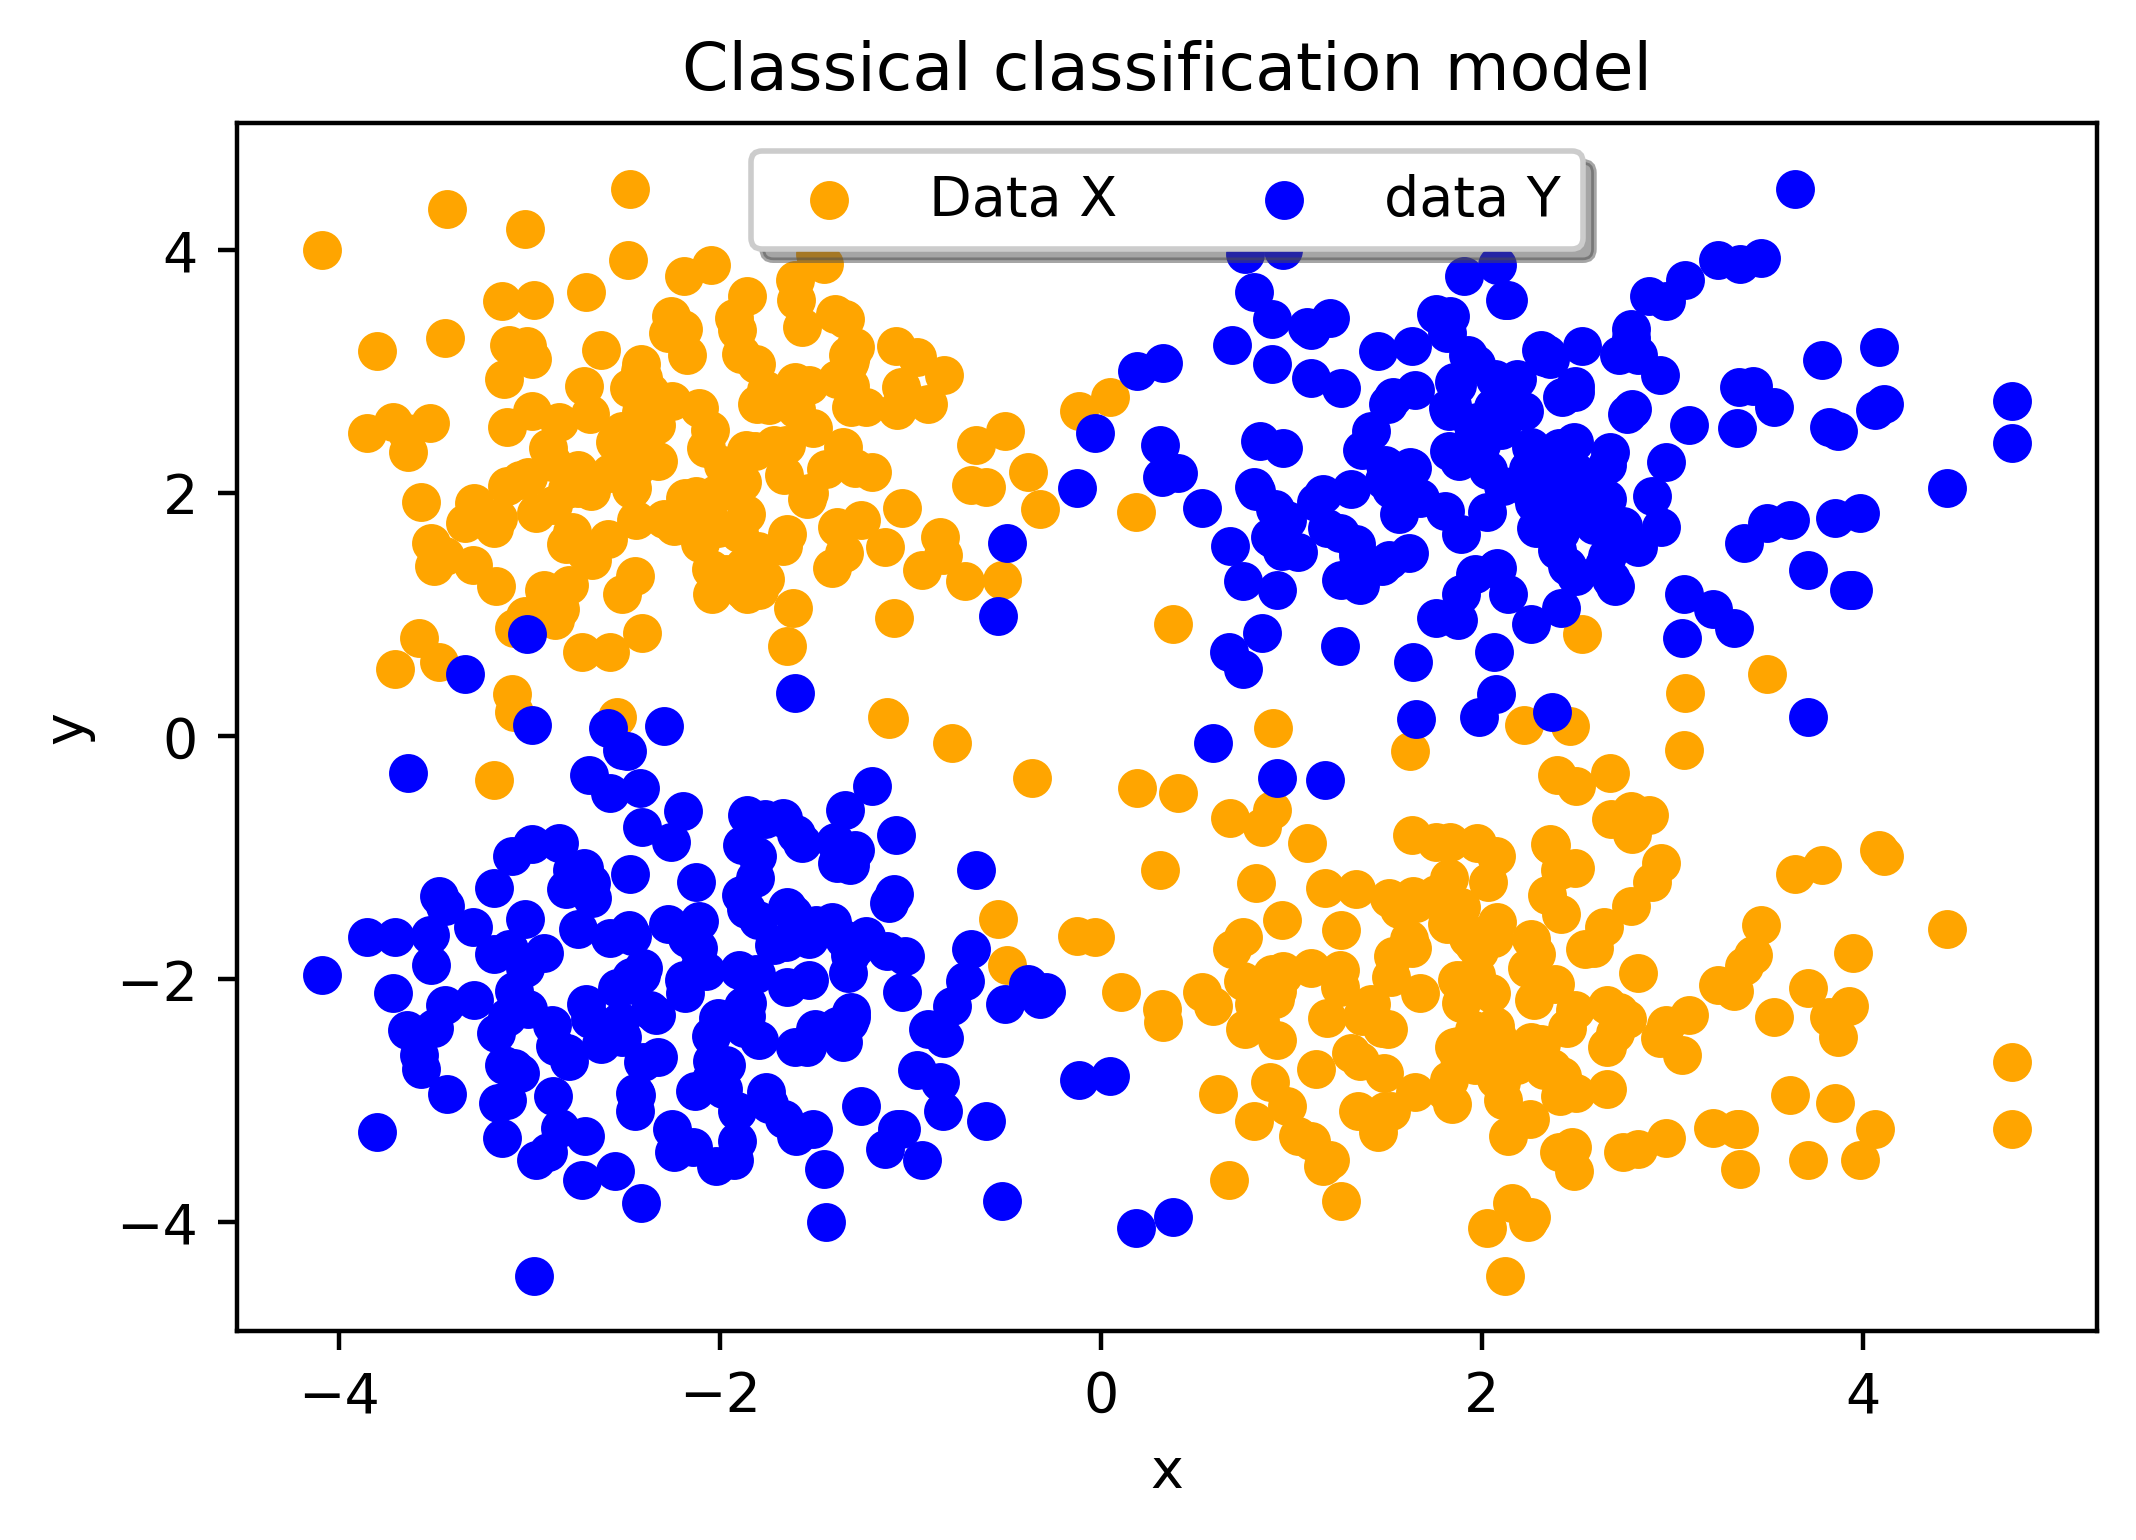 Classical classification model
Data X data Y
4
2
0
−2
−4
y
−4 −2 0 2 4
x